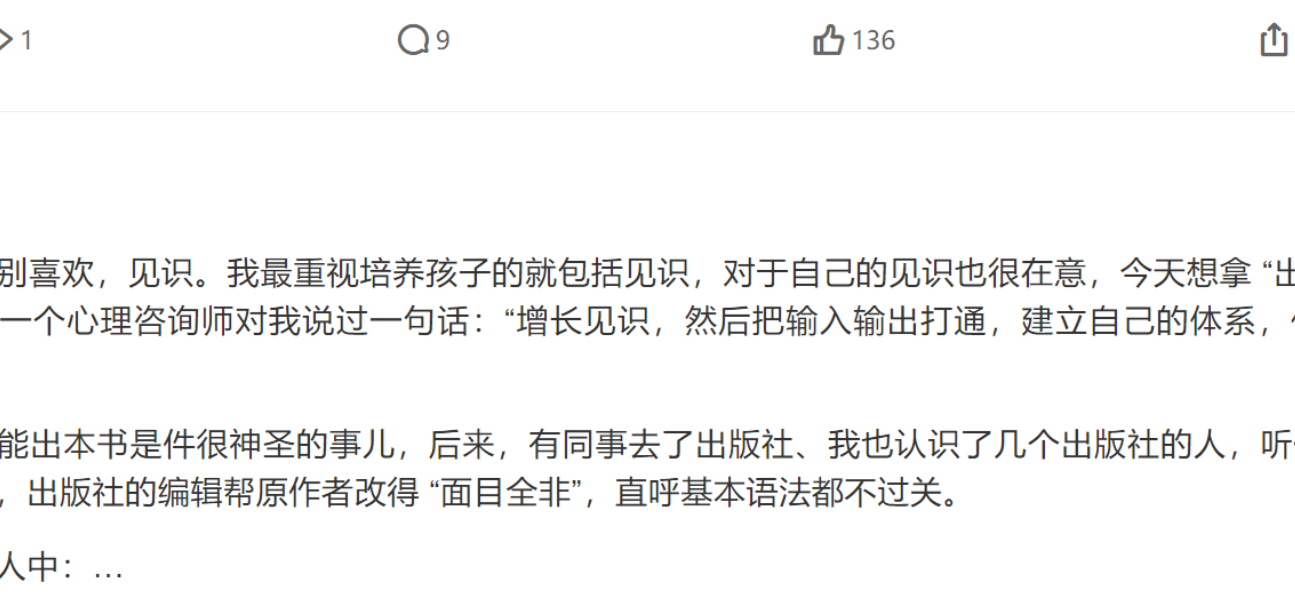 1 9 136
别喜欢，见识。我最重视培养孩子的就包括见识，对于自己的见识也很在意，今天想拿 “出
一个心理咨询师对我说过一句话：“增长见识，然后把输入输出打通，建立自己的体系，
能出本书是件很神圣的事儿，后来，有同事去了出版社、我也认识了几个出版社的人，听
，出版社的编辑帮原作者改得 “面目全非”，直呼基本语法都不过关。
人中：…